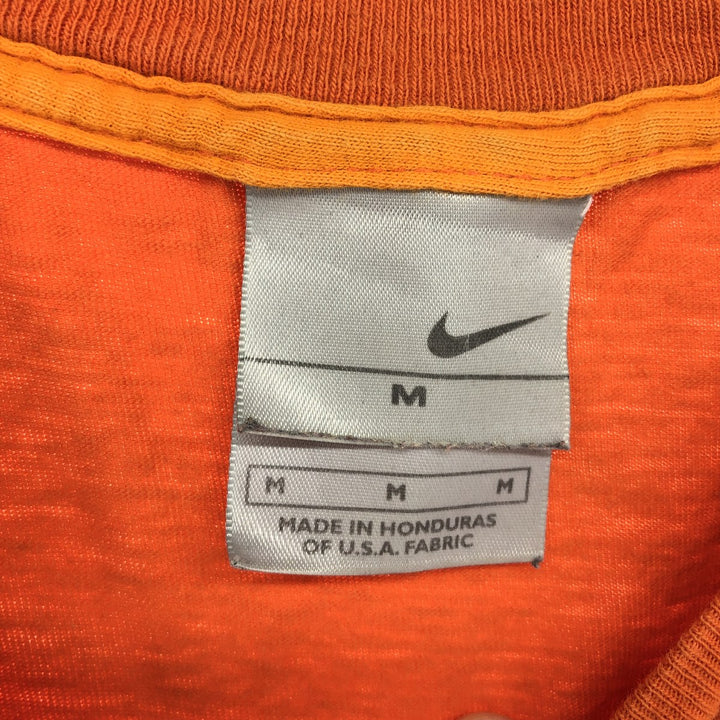 M
M M M
MADE IN HONDURAS
OF U.S.A. FABRIC